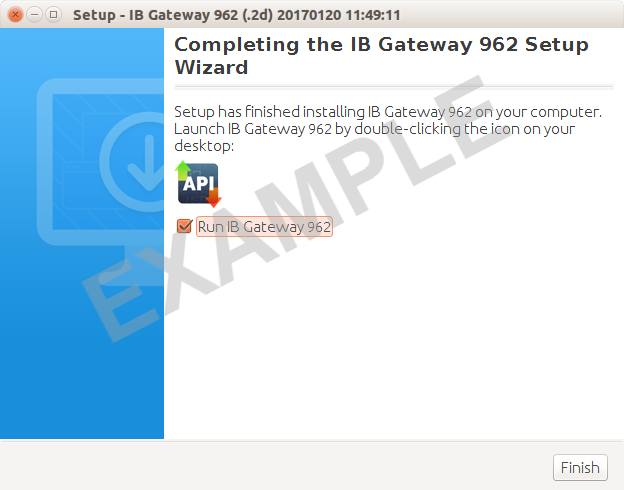 Setup - IB Gateway 962 (.2d) 20170120 11:49:11
Completing the IB Gateway 962 Setup
Wizard
Setup has finished installing IB Gateway 962 on your computer.
Launch IB Gateway 962 by double-clicking the icon on your
desktop:
API
Run IB Gateway 962
EXAMPLE
Finish